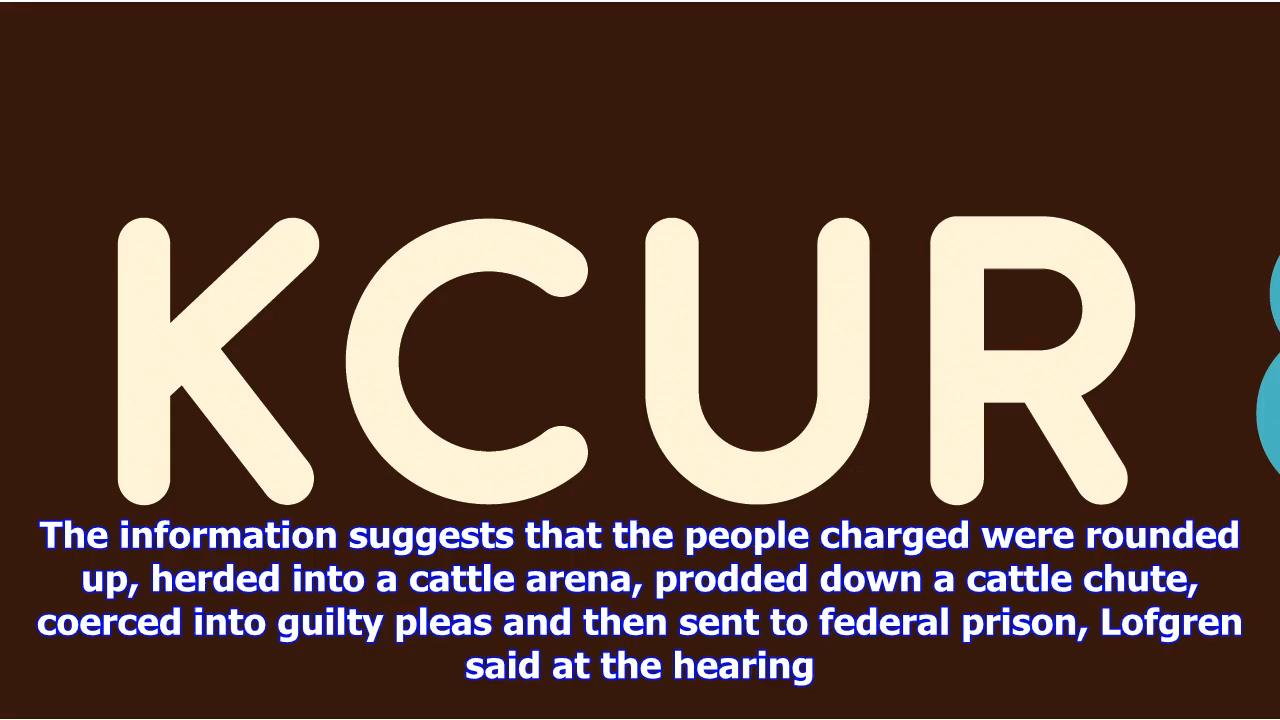 KCUR
The information suggests that the people charged were rounded
up, herded into a cattle arena, prodded down a cattle chute,
coerced into guilty pleas and then sent to federal prison, Lofgren
said at the hearing